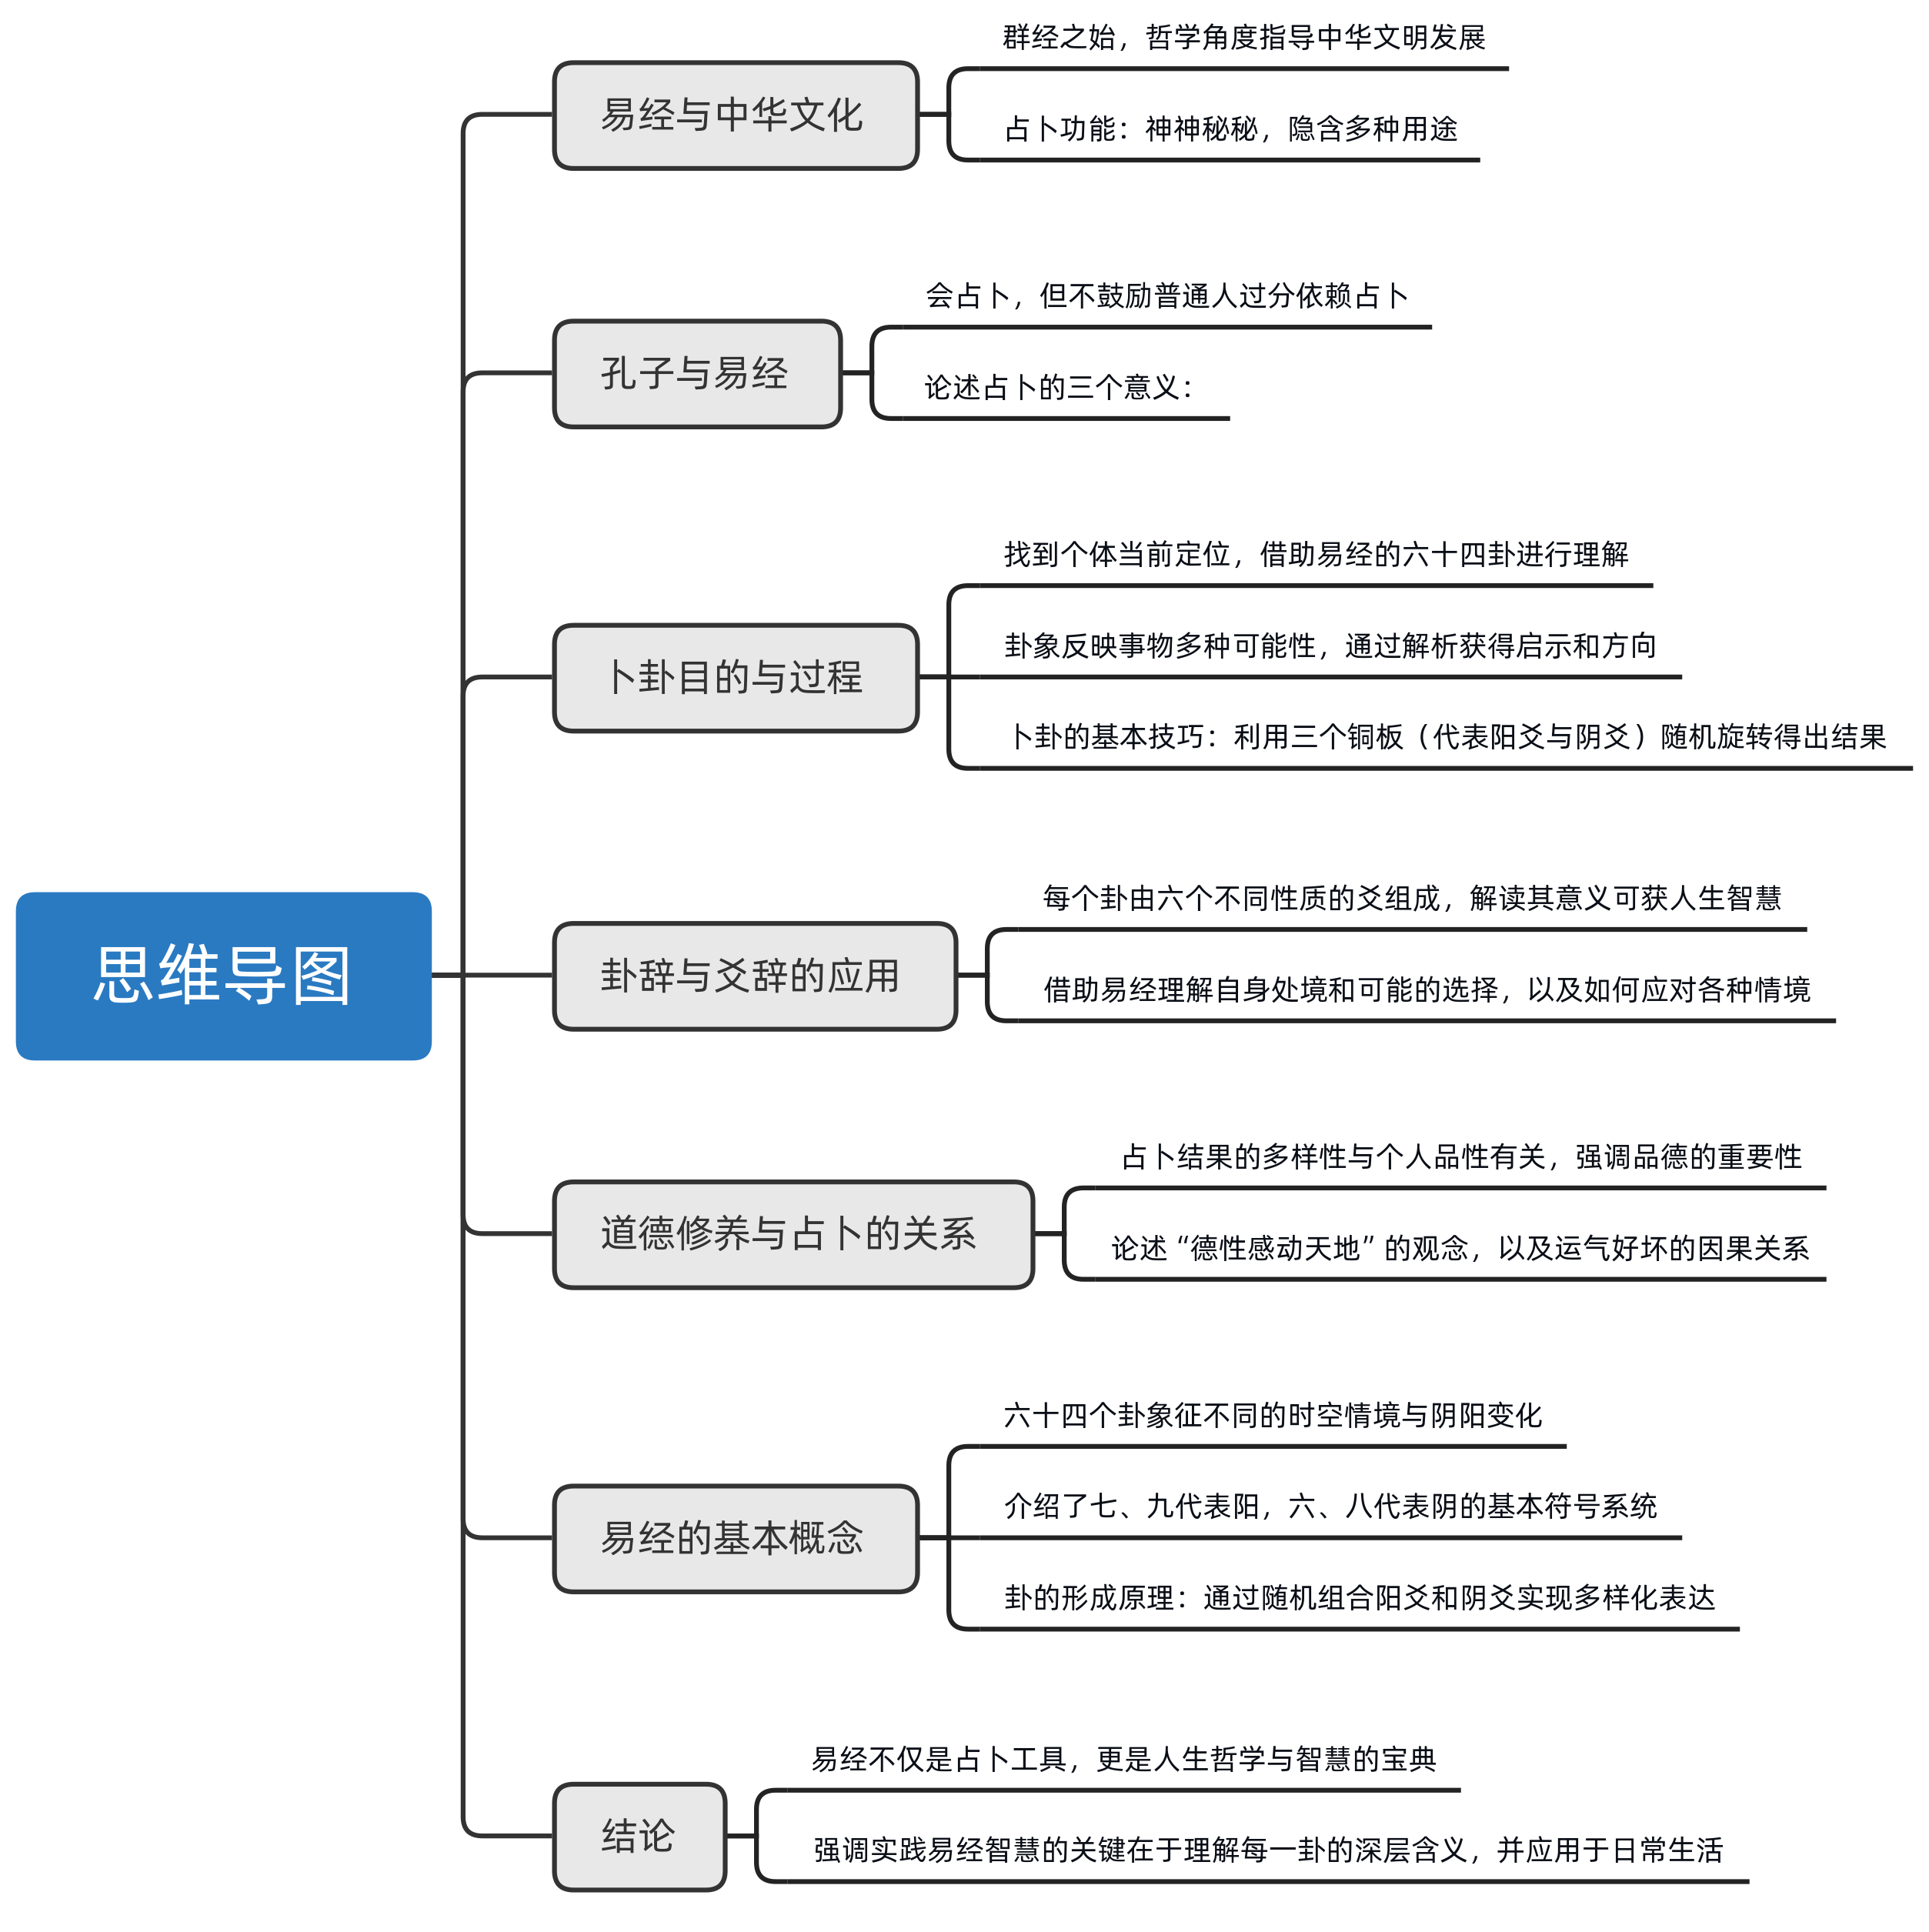 思维导图
易经与中华文化
群经之始，哲学角度指导中华文明发展
占卜功能：神神秘秘，隐含多种用途
孔子与易经
会占卜，但不鼓励普通人过分依赖占卜
论述占卜的三个意义：
卜卦目的与过程
找到个体当前定位，借助易经的六十四卦进行理解
卦象反映事物多种可能性，通过解析获得启示和方向
卜卦的基本技巧：利用三个铜板（代表阳爻与阴爻）随机旋转得出结果
卦辞与爻辞的应用
每个卦由六个不同性质的爻组成，解读其意义可获人生智慧
借助易经理解自身处境和可能的选择，以及如何应对各种情境
道德修养与占卜的关系
占卜结果的多样性与个人品性有关，强调品德的重要性
论述“德性感动天地”的观念，以及运气好坏的因果关系
易经的基本概念
六十四个卦象征不同的时空情境与阴阳变化
介绍了七、九代表阳，六、八代表阴的基本符号系统
卦的形成原理：通过随机组合阳爻和阴爻实现多样化表达
结论
易经不仅是占卜工具，更是人生哲学与智慧的宝典
强调实践易经智慧的关键在于理解每一卦的深层含义，并应用于日常生活